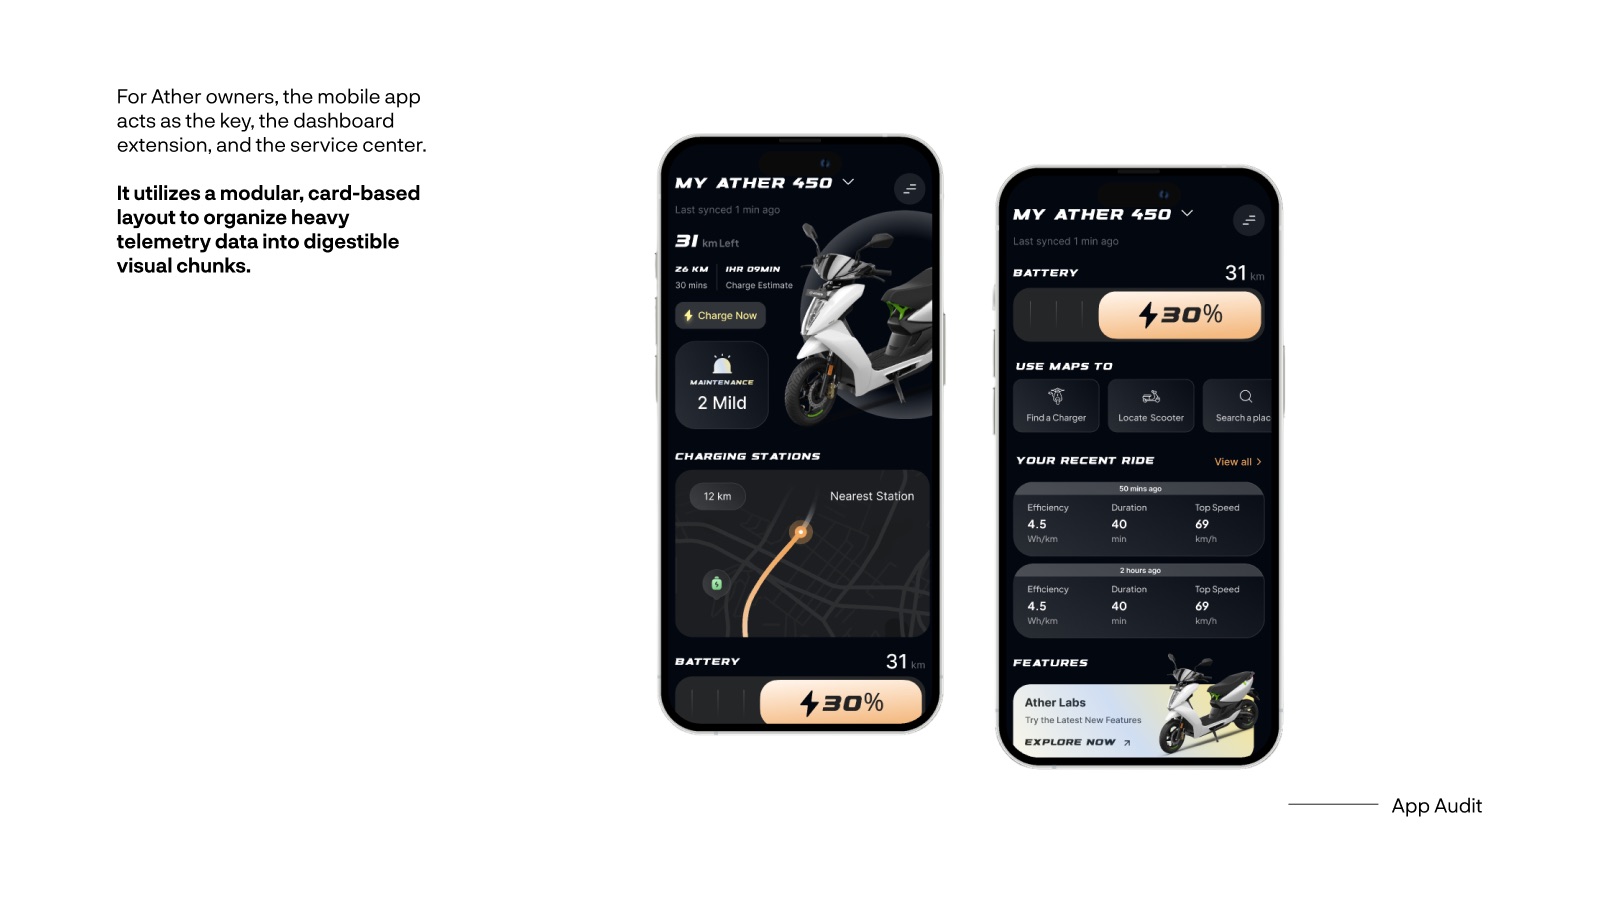 For Ather owners, the mobile app
acts as the key, the dashboard
extension, and the service center.
It utilizes a modular, card-based
layout to organize heavy
telemetry data into digestible
visual chunks.
MY ATHER 450
Last synced 1 min ago
31 km Left
26 KM 1HR 09MIN
30 mins Charge Estimate
Charge Now
MAINTENANCE
2 Mild
CHARGING STATIONS
12 km Nearest Station
BATTERY 31 km
30%
MY ATHER 450
Last synced 1 min ago
BATTERY 31 km
30%
USE MAPS TO
Find a Charger Locate Scooter Search a plac
YOUR RECENT RIDE View all
50 mins ago
Efficiency Duration Top Speed
4.5 40 69
Wh/km min km/h
2 hours ago
Efficiency Duration Top Speed
4.5 40 69
Wh/km min km/h
FEATURES
Ather Labs
Try the Latest New Features
EXPLORE NOW
App Audit